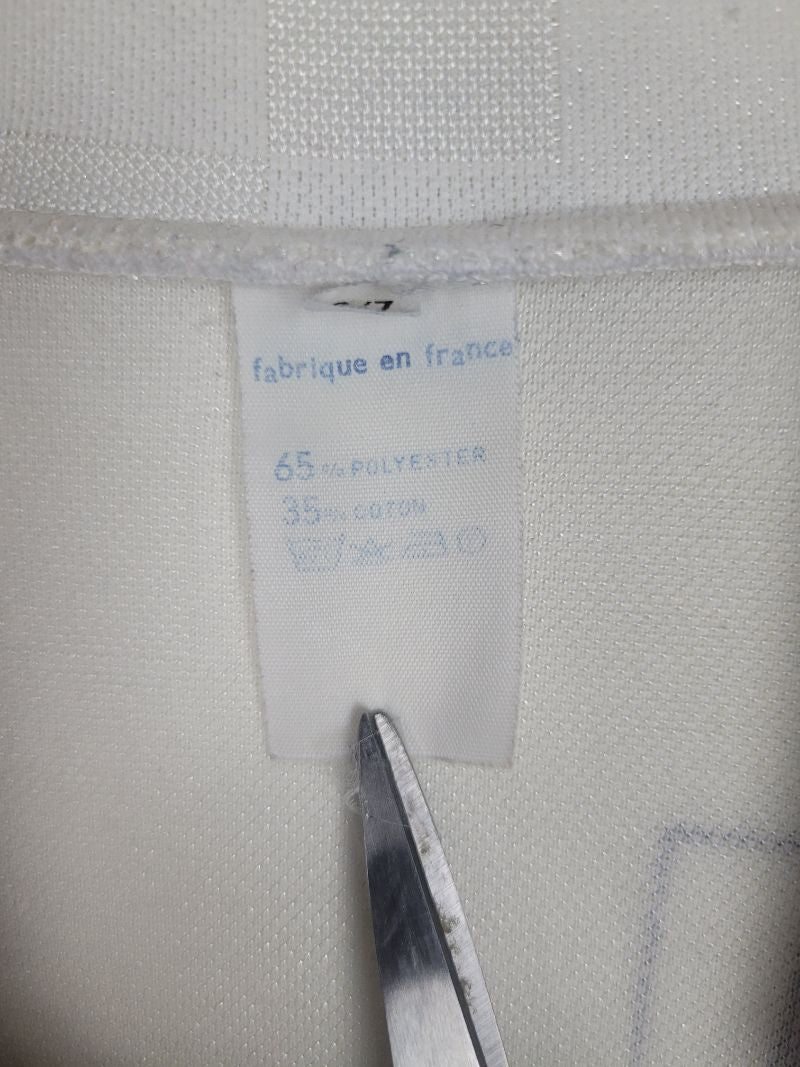 fabrique en france
65% POLYESTER
35% COTON